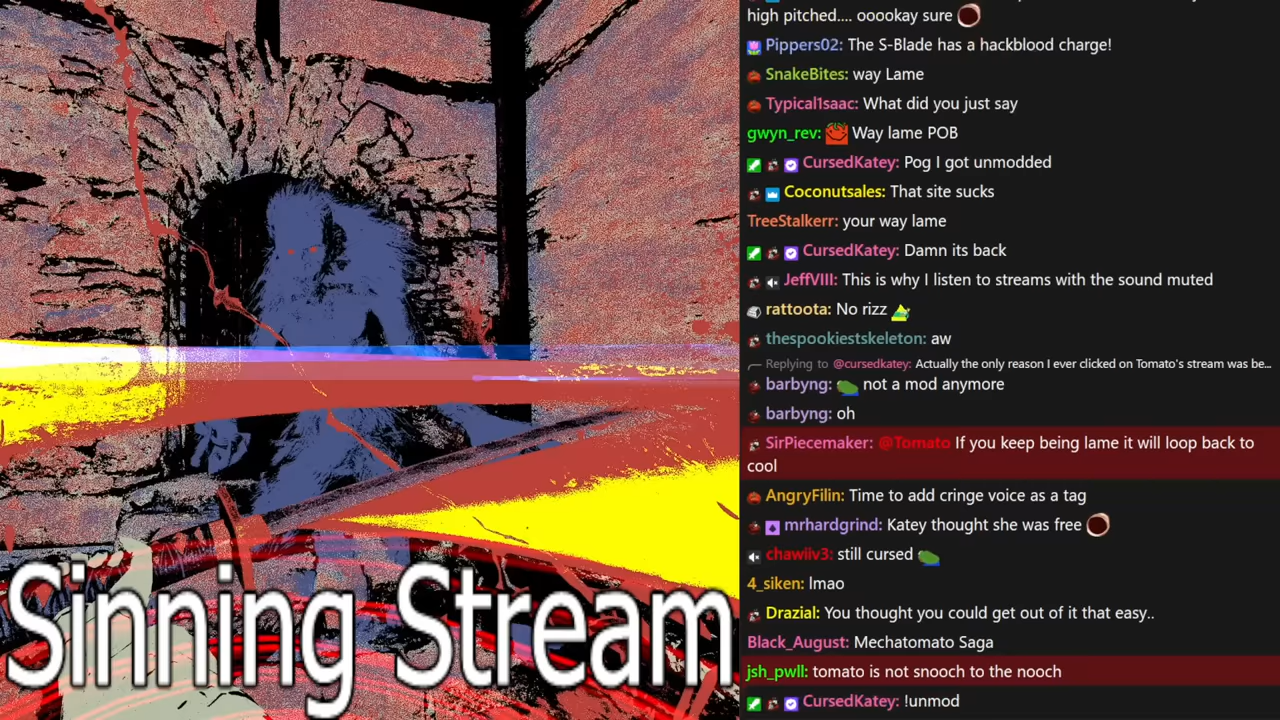 high pitched.... ooookay sure
Pippers02: The S-Blade has a hackblood charge!
SnakeBites: way Lame
Typical1saac: What did you just say
gwyn_rev: Way lame POB
CursedKatey: Pog I got unmodded
Coconutsales: That site sucks
TreeStalkerr: your way lame
CursedKatey: Damn its back
JeffVIII: This is why I listen to streams with the sound muted
rattoota: No rizz
thespookiestskeleton: aw
Replying to @cursedkatey: Actually the only reason I ever clicked on Tomato's stream was be...
barbyng: not a mod anymore
barbyng: oh
SirPiecemaker: @Tomato If you keep being lame it will loop back to
cool
AngryFilin: Time to add cringe voice as a tag
mrhardgrind: Katey thought she was free
chawiiv3: still cursed
4_siken: lmao
Drazial: You thought you could get out of it that easy..
Black_August: Mechatomato Saga
jsh_pwll: tomato is not snooch to the nooch
CursedKatey: !unmod
Sinning Stream